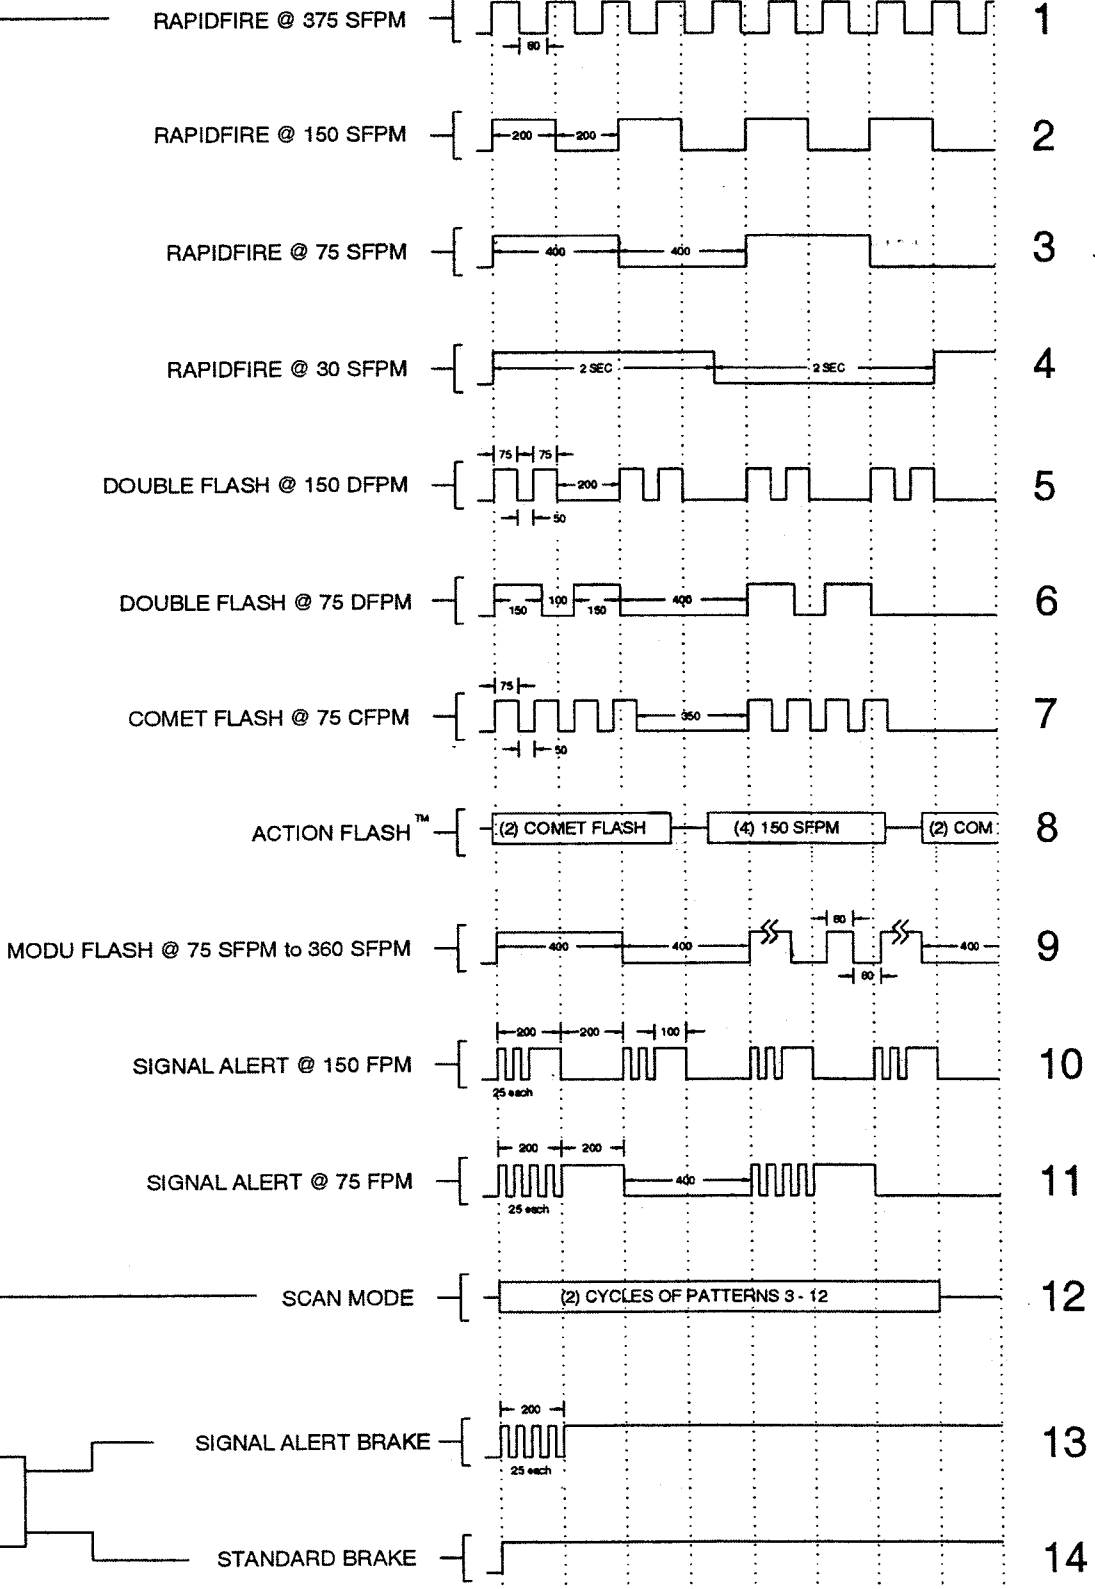 RAPIDFIRE @ 375 SFPM 1
80
RAPIDFIRE @ 150 SFPM 200 200 2
RAPIDFIRE @ 75 SFPM 400 400 3
RAPIDFIRE @ 30 SFPM 2 SEC 2 SEC 4
75 75
DOUBLE FLASH @ 150 DFPM 200 5
50
DOUBLE FLASH @ 75 DFPM 150 100 150 400 6
75
COMET FLASH @ 75 CFPM 350 7
50
ACTION FLASH™ (2) COMET FLASH (4) 150 SFPM (2) COM 8
80
MODU FLASH @ 75 SFPM to 360 SFPM 400 400 400 9
80
200 200 100
SIGNAL ALERT @ 150 FPM 10
25 each
200 200
SIGNAL ALERT @ 75 FPM 400 11
25 each
SCAN MODE (2) CYCLES OF PATTERNS 3 - 12 12
200
SIGNAL ALERT BRAKE 13
25 each
STANDARD BRAKE 14